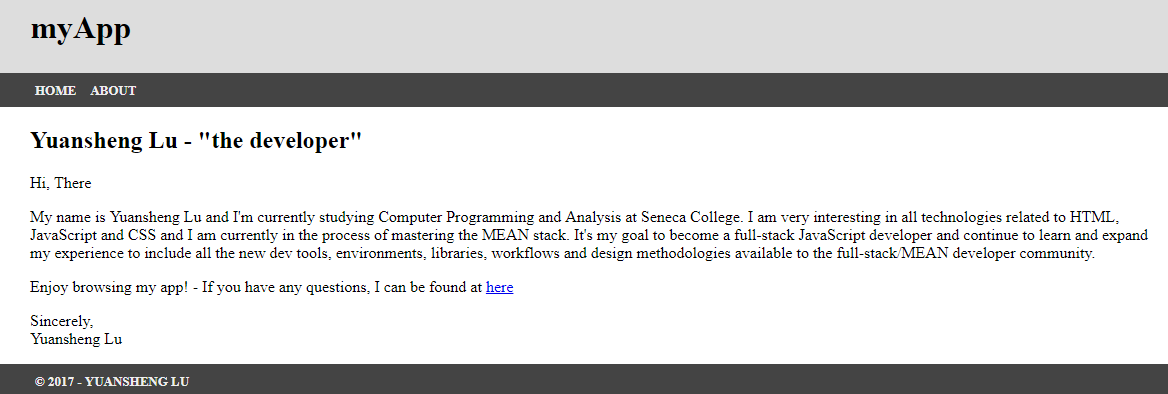 myApp
HOME ABOUT
Yuansheng Lu - "the developer"
Hi, There
My name is Yuansheng Lu and I'm currently studying Computer Programming and Analysis at Seneca College. I am very interesting in all technologies related to HTML,
JavaScript and CSS and I am currently in the process of mastering the MEAN stack. It's my goal to become a full-stack JavaScript developer and continue to learn and expand
my experience to include all the new dev tools, environments, libraries, workflows and design methodologies available to the full-stack/MEAN developer community.
Enjoy browsing my app! - If you have any questions, I can be found at here
Sincerely,
Yuansheng Lu
© 2017 - YUANSHENG LU